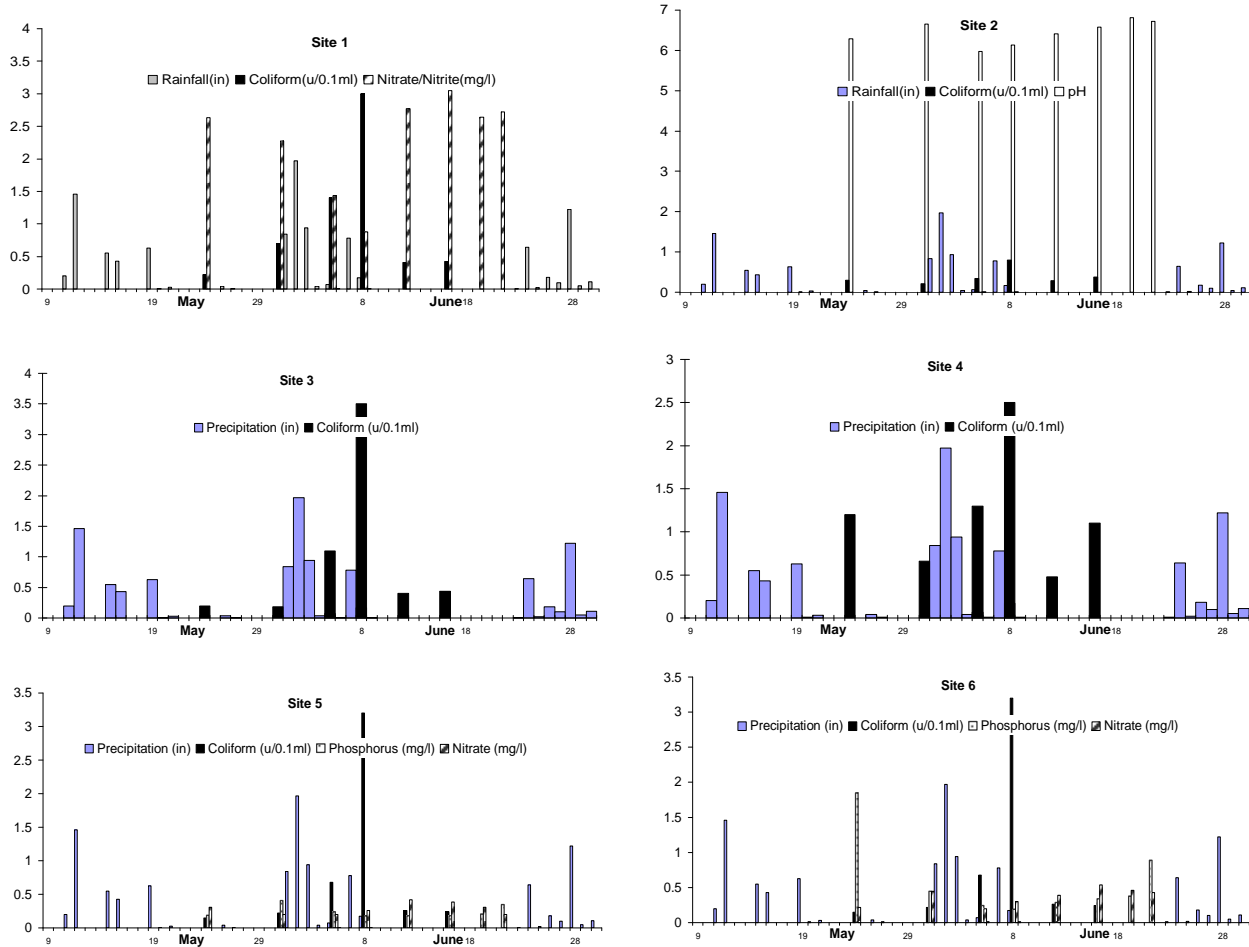 Site 1
Rainfall(in) Coliform(u/0.1ml) Nitrate/Nitrite(mg/l)
4
3.5
3
2.5
2
1.5
1
0.5
0
9 19 29 8 18 28
May June
Site 2
Rainfall(in) Coliform(u/0.1ml) pH
7
6
5
4
3
2
1
0
9 19 29 8 18 28
May June
Site 3
Precipitation (in) Coliform (u/0.1ml)
4
3.5
3
2.5
2
1.5
1
0.5
0
9 19 29 8 18 28
May June
Site 4
Precipitation (in) Coliform (u/0.1ml)
3
2.5
2
1.5
1
0.5
0
9 19 29 8 18 28
May June
Site 5
Precipitation (in) Coliform (u/0.1ml) Phosphorus (mg/l) Nitrate (mg/l)
3.5
3
2.5
2
1.5
1
0.5
0
9 19 29 8 18 28
May June
Site 6
Precipitation (in) Coliform (u/0.1ml) Phosphorus (mg/l) Nitrate (mg/l)
3.5
3
2.5
2
1.5
1
0.5
0
9 19 29 8 18 28
May June